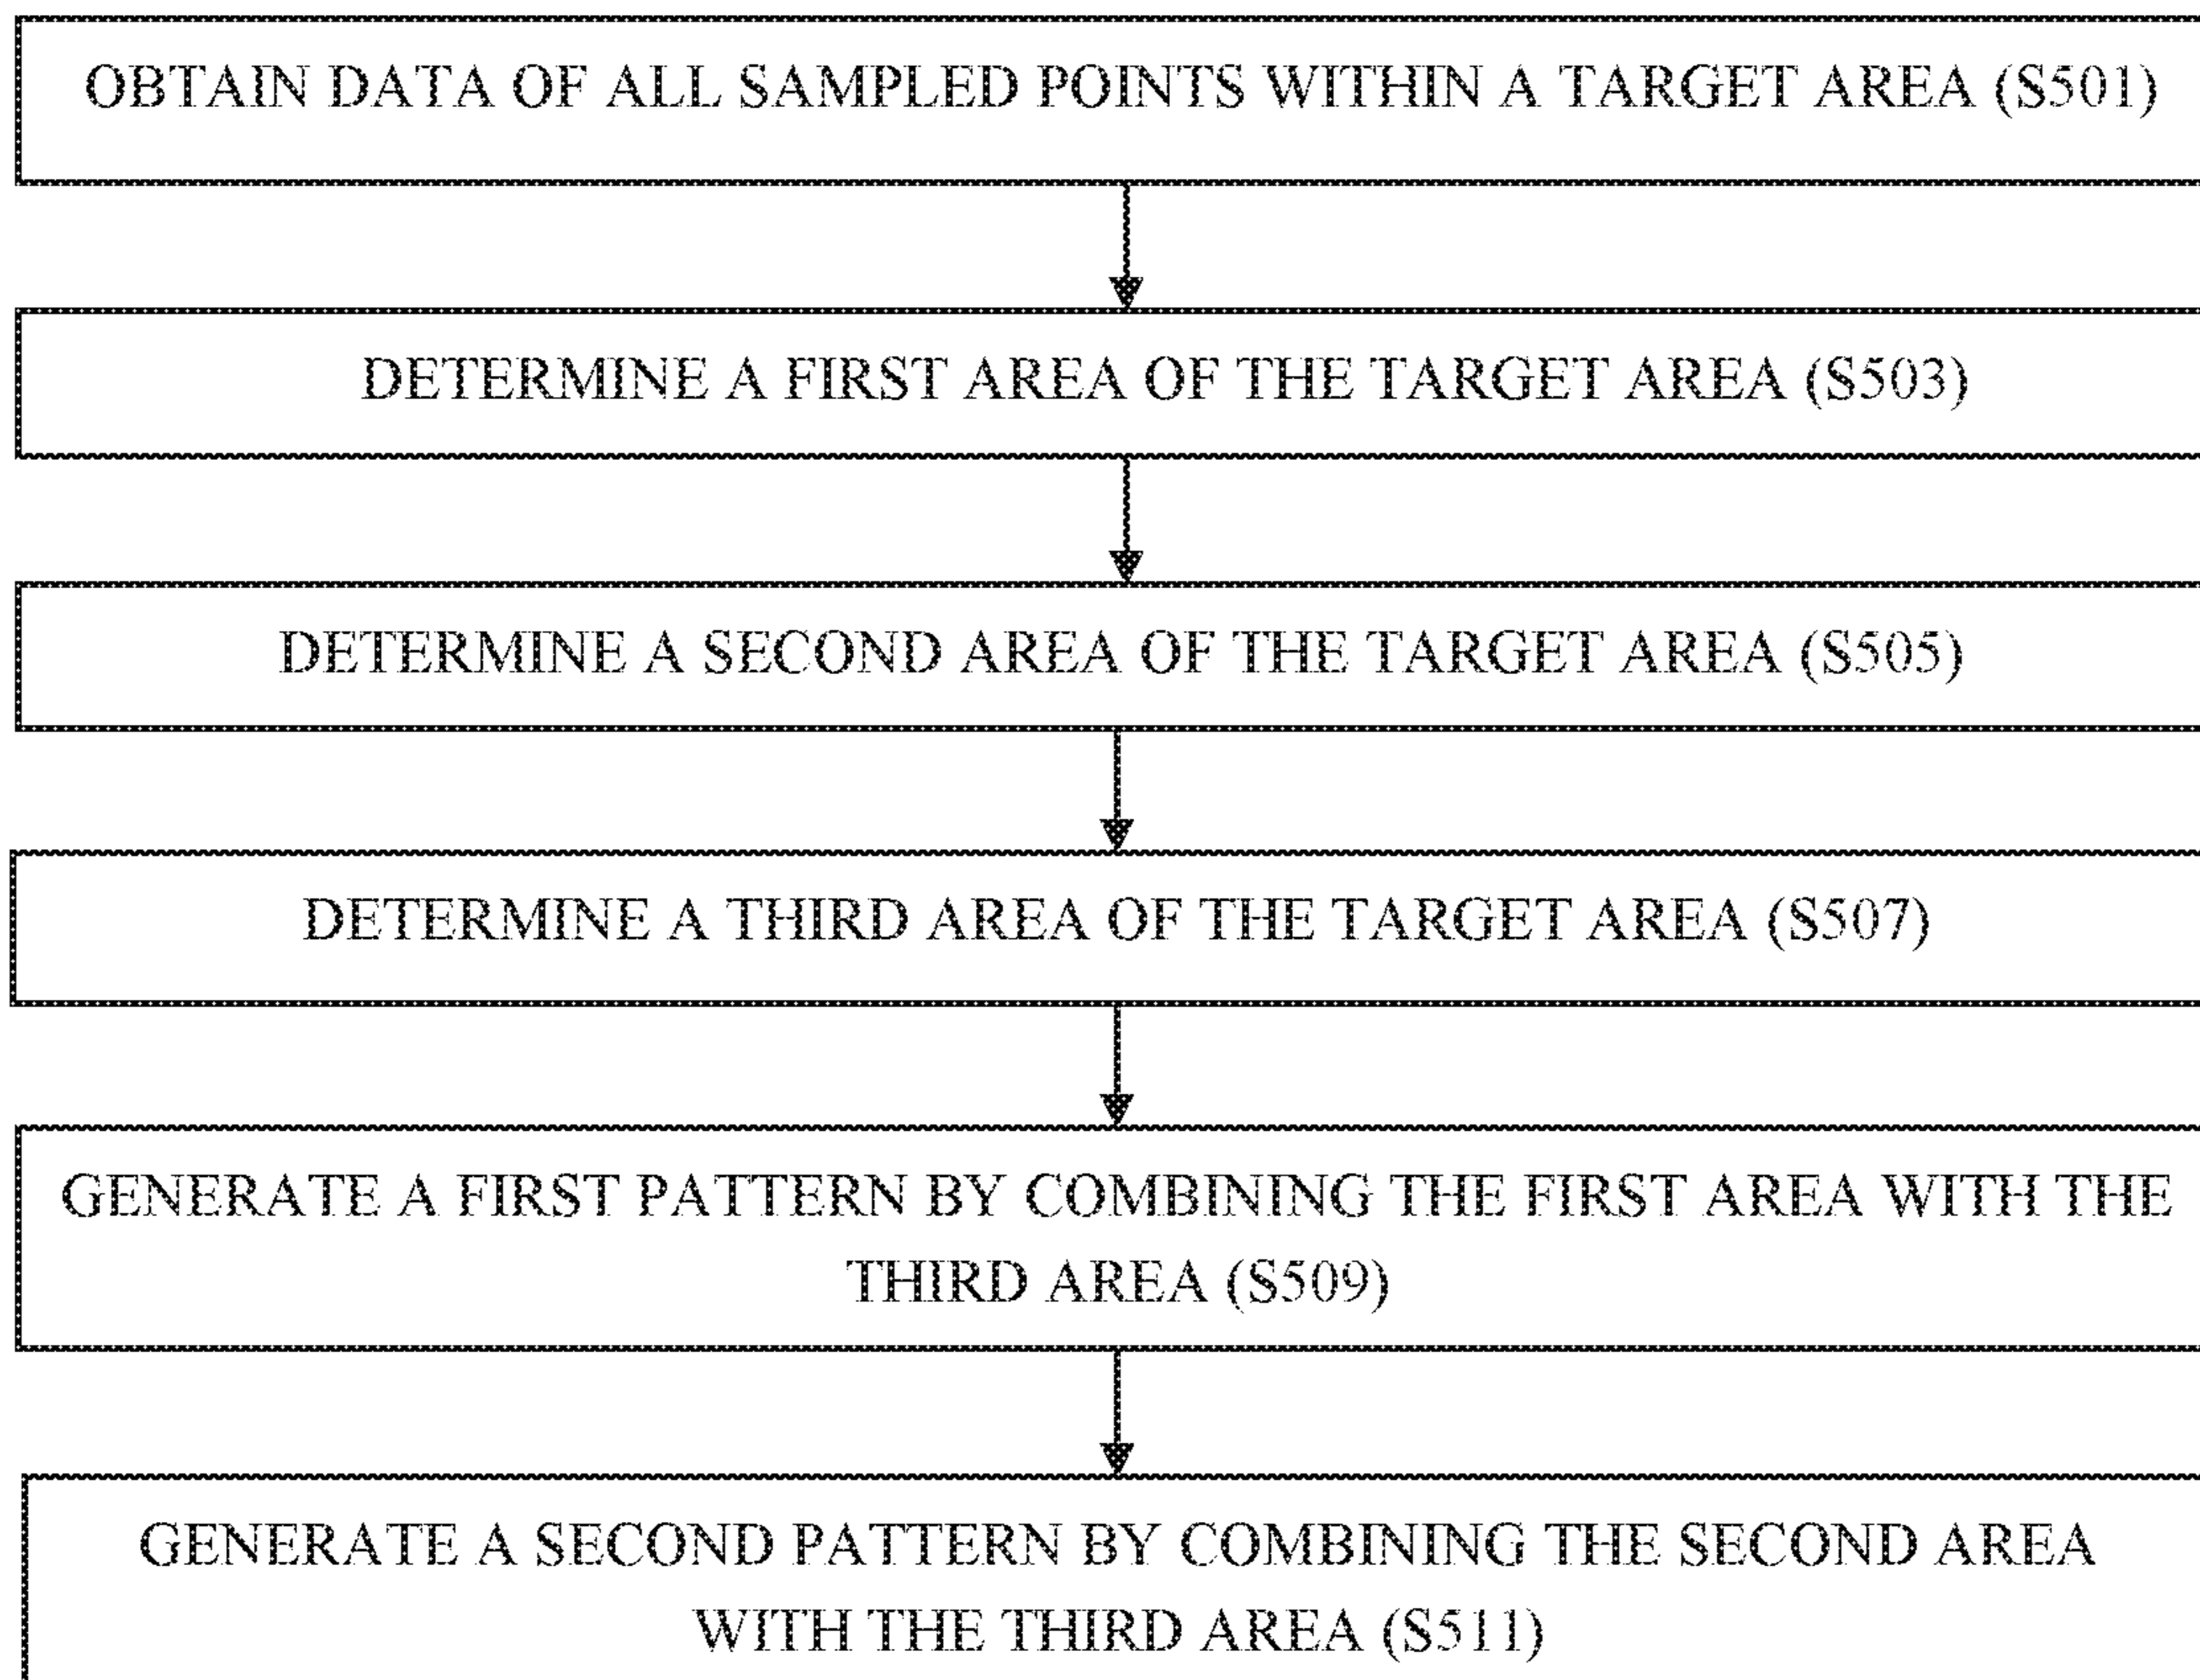 OBTAIN DATA OF ALL SAMPLED POINTS WITHIN A TARGET AREA (S501)
DETERMINE A FIRST AREA OF THE TARGET AREA (S503)
DETERMINE A SECOND AREA OF THE TARGET AREA (S505)
DETERMINE A THIRD AREA OF THE TARGET AREA (S507)
GENERATE A FIRST PATTERN BY COMBINING THE FIRST AREA WITH THE
THIRD AREA (S509)
GENERATE A SECOND PATTERN BY COMBINING THE SECOND AREA
WITH THE THIRD AREA (S511)